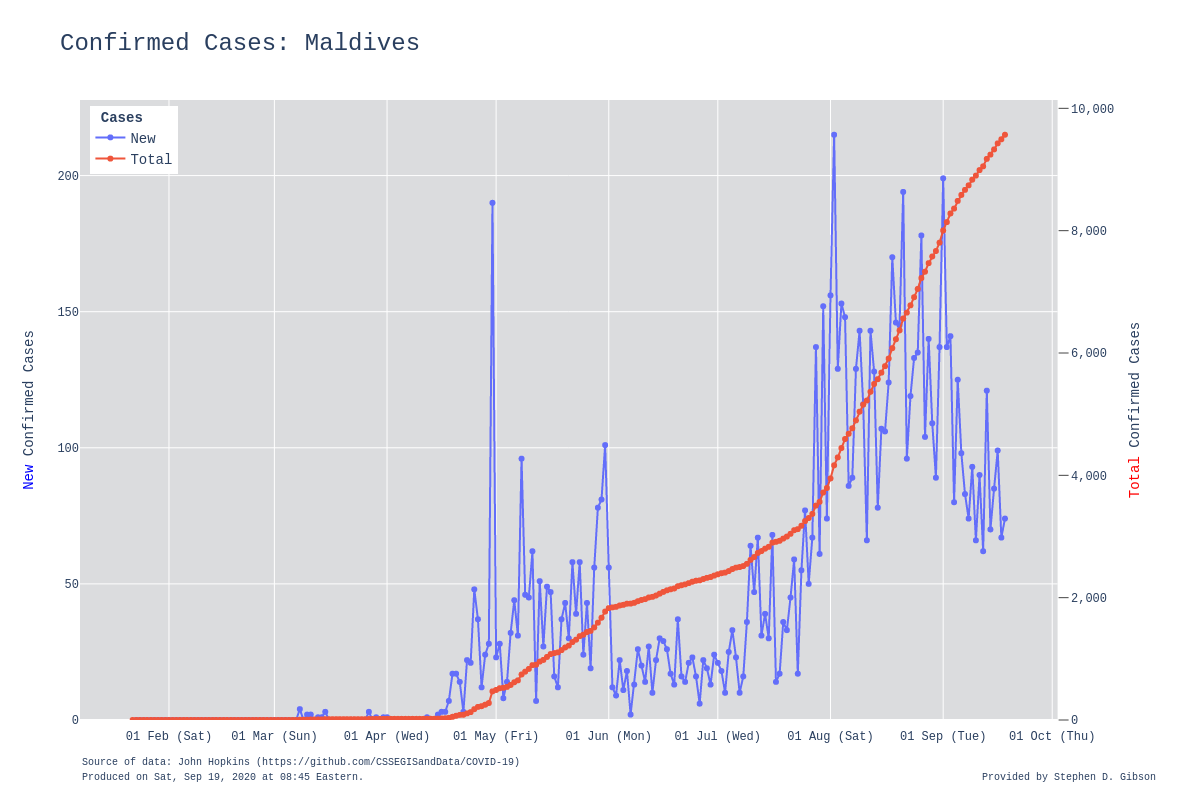 Confirmed Cases: Maldives
Cases
New
Total
200
150
100
50
0
New Confirmed Cases
10,000
8,000
6,000
4,000
2,000
0
Total Confirmed Cases
01 Feb (Sat) 01 Mar (Sun) 01 Apr (Wed) 01 May (Fri) 01 Jun (Mon) 01 Jul (Wed) 01 Aug (Sat) 01 Sep (Tue) 01 Oct (Thu)
Source of data: John Hopkins (https://github.com/CSSEGISandData/COVID-19)
Produced on Sat, Sep 19, 2020 at 08:45 Eastern.
Provided by Stephen D. Gibson